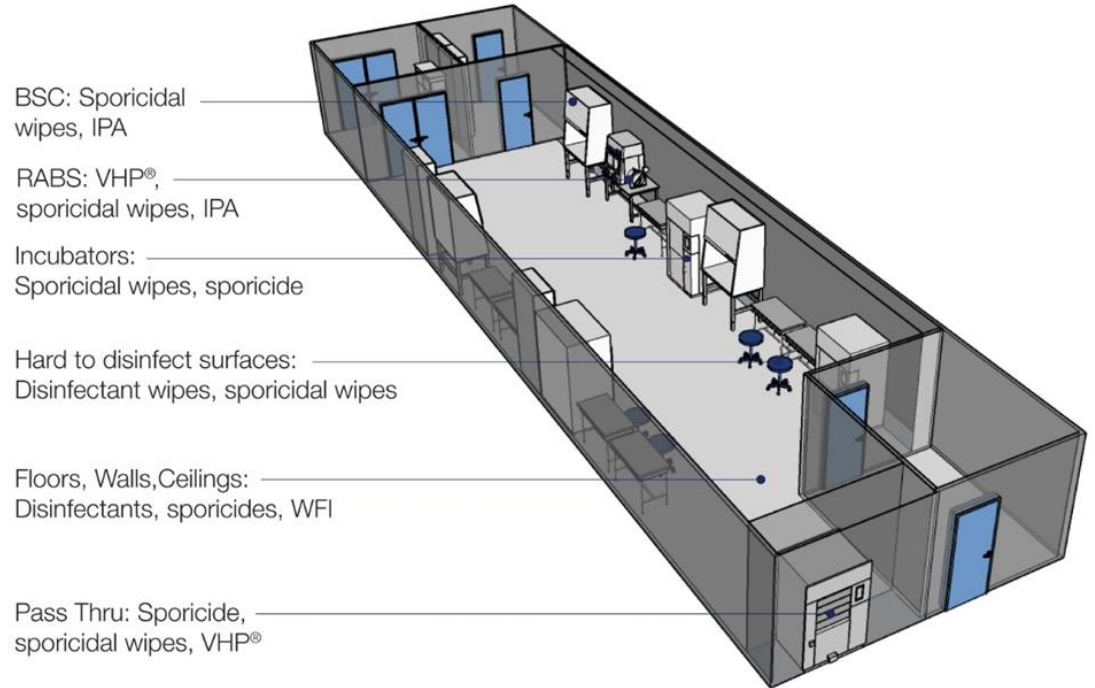 BSC: Sporicidal
wipes, IPA
RABS: VHP®,
sporicidal wipes, IPA
Incubators:
Sporicidal wipes, sporicide
Hard to disinfect surfaces:
Disinfectant wipes, sporicidal wipes
Floors, Walls,Ceilings:
Disinfectants, sporicides, WFI
Pass Thru: Sporicide,
sporicidal wipes, VHP®